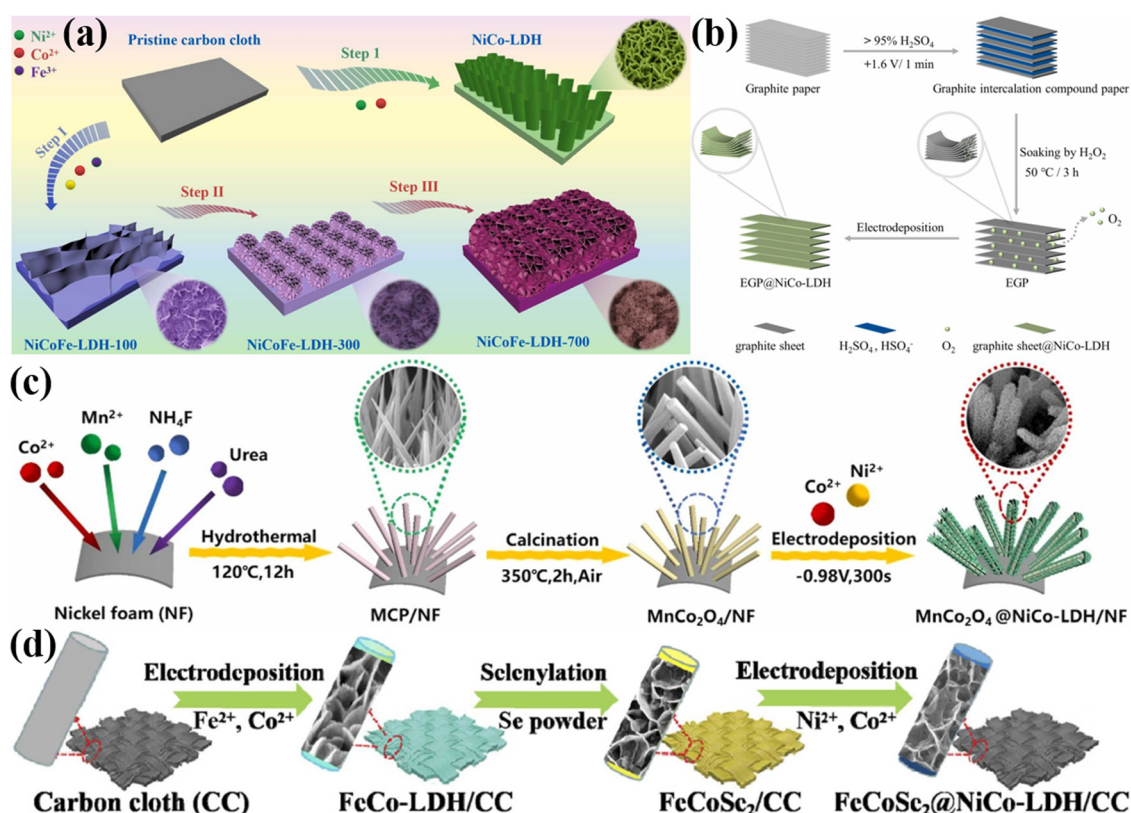 (a)
Ni²⁺
Co²⁺
Fe³⁺
Pristine carbon cloth
Step 1
NiCo-LDH
Step I
Step II
Step III
NiCoFe-LDH-100
NiCoFe-LDH-300
NiCoFe-LDH-700
(b)
> 95% H₂SO₄
+1.6 V/ 1 min
Graphite paper
Graphite intercalation compound paper
Soaking by H₂O₂
50 °C / 3 h
O₂
Electrodeposition
EGP@NiCo-LDH
EGP
graphite sheet
H₂SO₄ , HSO₄⁻
O₂
graphite sheet@NiCo-LDH
(c)
Co²⁺
Mn²⁺
NH₄F
Urea
Nickel foam (NF)
Hydrothermal
120℃,12h
MCP/NF
Calcination
350℃,2h,Air
MnCo₂O₄/NF
Co²⁺
Ni²⁺
Electrodeposition
-0.98V,300s
MnCo₂O₄@NiCo-LDH/NF
(d)
Electrodeposition
Fe²⁺, Co²⁺
Selenylation
Se powder
Electrodeposition
Ni²⁺, Co²⁺
Carbon cloth (CC)
FeCo-LDH/CC
FeCoSe₂/CC
FeCoSe₂@NiCo-LDH/CC